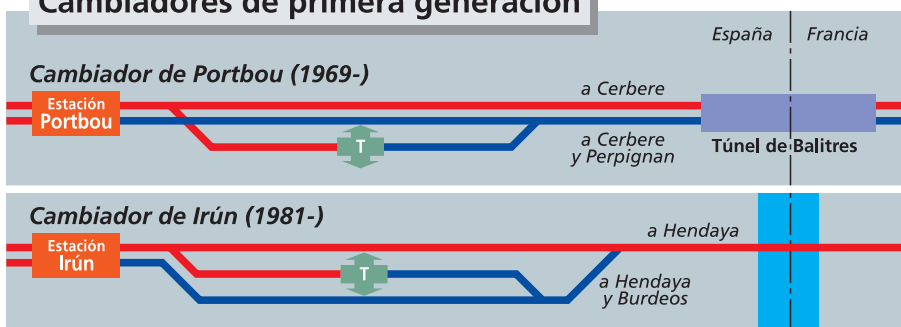 Cambiadores de primera generación
España
Francia
Cambiador de Portbou (1969-)
a Cerbere
Estación
Portbou
T
a Cerbere
y Perpignan
Túnel de Balitres
Cambiador de Irún (1981-)
a Hendaya
Estación
Irún
T
a Hendaya
y Burdeos